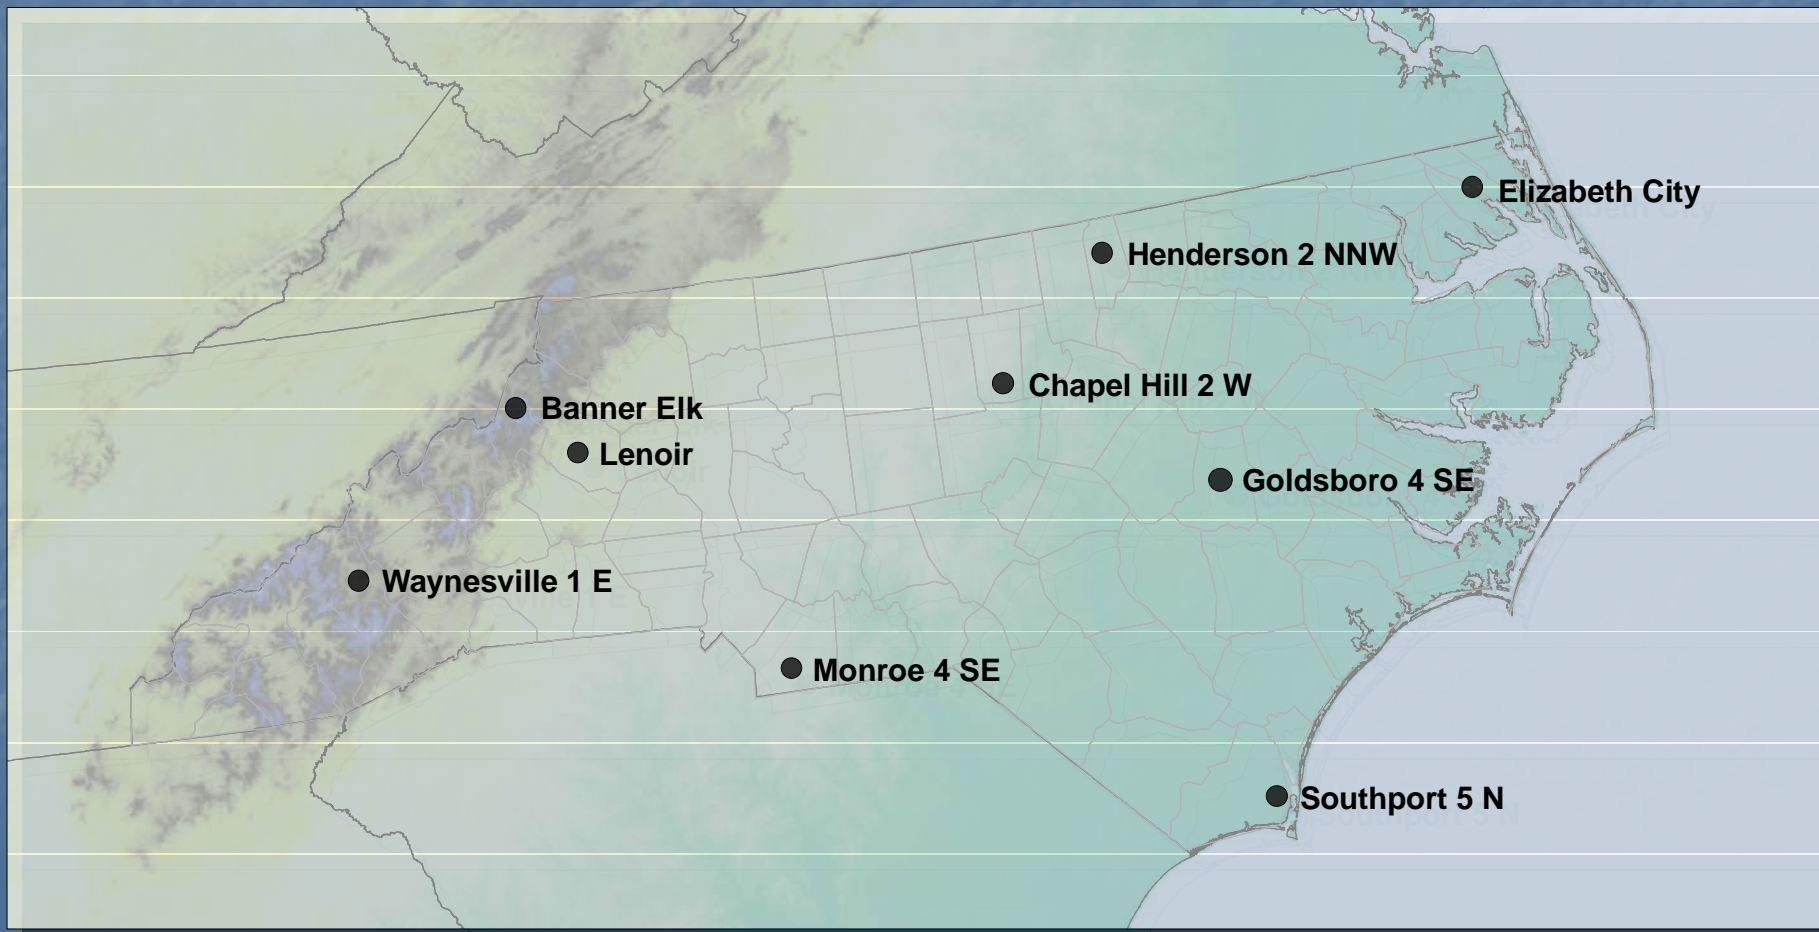 Elizabeth City
Henderson 2 NNW
Chapel Hill 2 W
Banner Elk
Lenoir
Goldsboro 4 SE
Waynesville 1 E
Monroe 4 SE
Southport 5 N